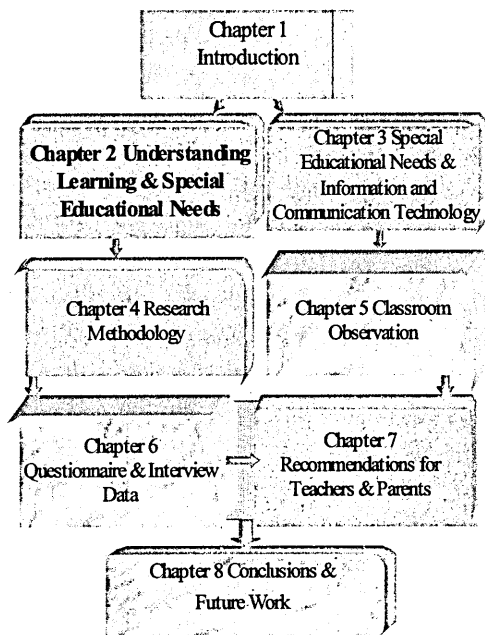 Chapter 1
Introduction
Chapter 2 Understanding
Learning & Special
Educational Needs
Chapter 3 Special
Educational Needs &
Information and
Communication Technology
Chapter 4 Research
Methodology
Chapter 5 Classroom
Observation
Chapter 6
Questionnaire & Interview
Data
Chapter 7
Recommendations for
Teachers & Parents
Chapter 8 Conclusions &
Future Work